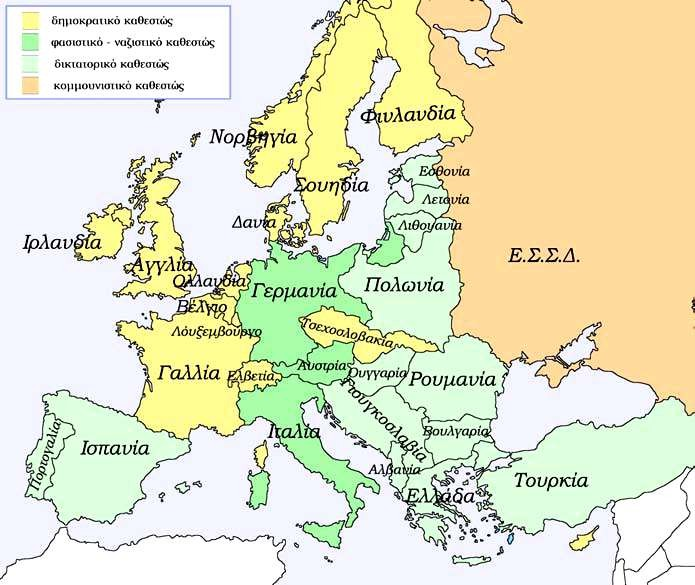 δημοκρατικό καθεστώς
φασιστικό - ναζιστικό καθεστώς
δικτατορικό καθεστώς
κομμουνιστικό καθεστώς
Φινλανδία
Νορβηγία
Σουηδία
Εσθονία
Λετονία
Λιθουανία
Δανία
Ιρλανδία
Αγγλία
Ε.Σ.Σ.Δ.
Ολλανδία
Γερμανία
Πολωνία
Βέλγιο
Λουξεμβούργο
Τσεχοσλοβακία
Γαλλία
Ελβετία
Αυστρία
Ουγγαρία
Ρουμανία
Γιουγκοσλαβία
Ιταλία
Βουλγαρία
Πορτογαλία
Ισπανία
Αλβανία
Ελλάδα
Τουρκία